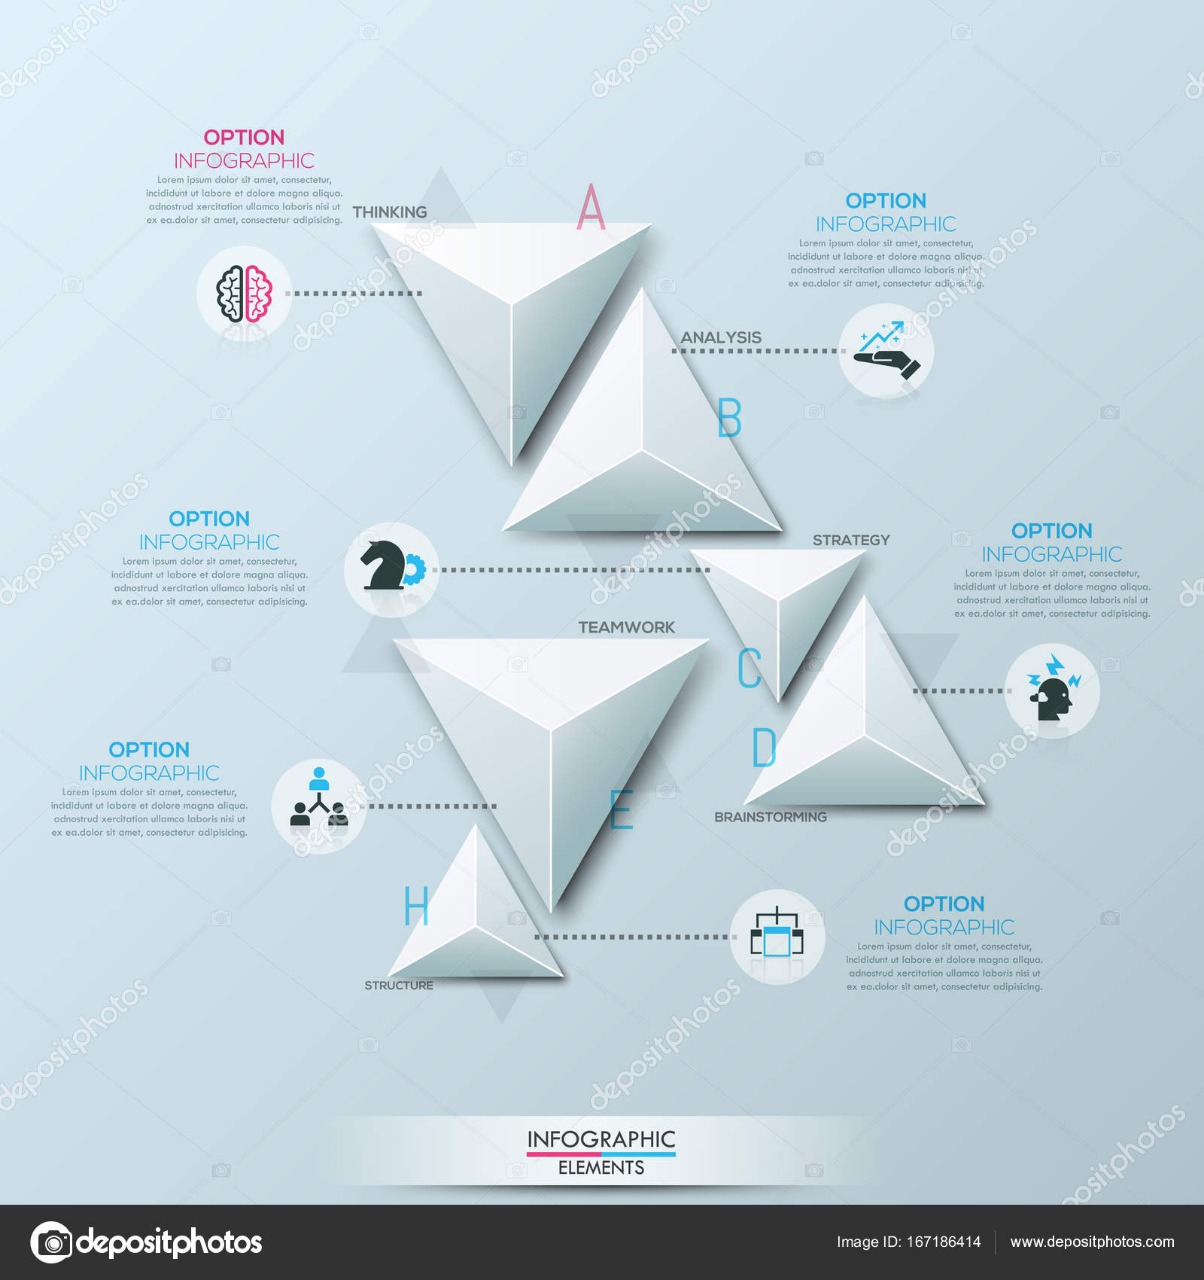 OPTION
INFOGRAPHIC
Lorem ipsum dolor sit amet, consectetur,
incididunt ut labore et dolore magna aliqua.
adnostrud exercitation ullamco laboris nisi ut
ex ea.dolor sit amet, consectetur adipisicing.
THINKING
A
OPTION
INFOGRAPHIC
Lorem ipsum dolor sit amet, consectetur,
incididunt ut labore et dolore magna aliqua.
adnostrud exercitation ullamco laboris nisi ut
ex ea.dolor sit amet, consectetur adipisicing.
ANALYSIS
B
OPTION
INFOGRAPHIC
Lorem ipsum dolor sit amet, consectetur,
incididunt ut labore et dolore magna aliqua.
adnostrud exercitation ullamco laboris nisi ut
ex ea.dolor sit amet, consectetur adipisicing.
STRATEGY
C
OPTION
INFOGRAPHIC
Lorem ipsum dolor sit amet, consectetur,
incididunt ut labore et dolore magna aliqua.
adnostrud exercitation ullamco laboris nisi ut
ex ea.dolor sit amet, consectetur adipisicing.
D
BRAINSTORMING
TEAMWORK
OPTION
INFOGRAPHIC
Lorem ipsum dolor sit amet, consectetur,
incididunt ut labore et dolore magna aliqua.
adnostrud exercitation ullamco laboris nisi ut
ex ea.dolor sit amet, consectetur adipisicing.
E
H
STRUCTURE
OPTION
INFOGRAPHIC
Lorem ipsum dolor sit amet, consectetur,
incididunt ut labore et dolore magna aliqua.
adnostrud exercitation ullamco laboris nisi ut
ex ea.dolor sit amet, consectetur adipisicing.
INFOGRAPHIC
ELEMENTS
depositphotos
Image ID: 167186414
www.depositphotos.com